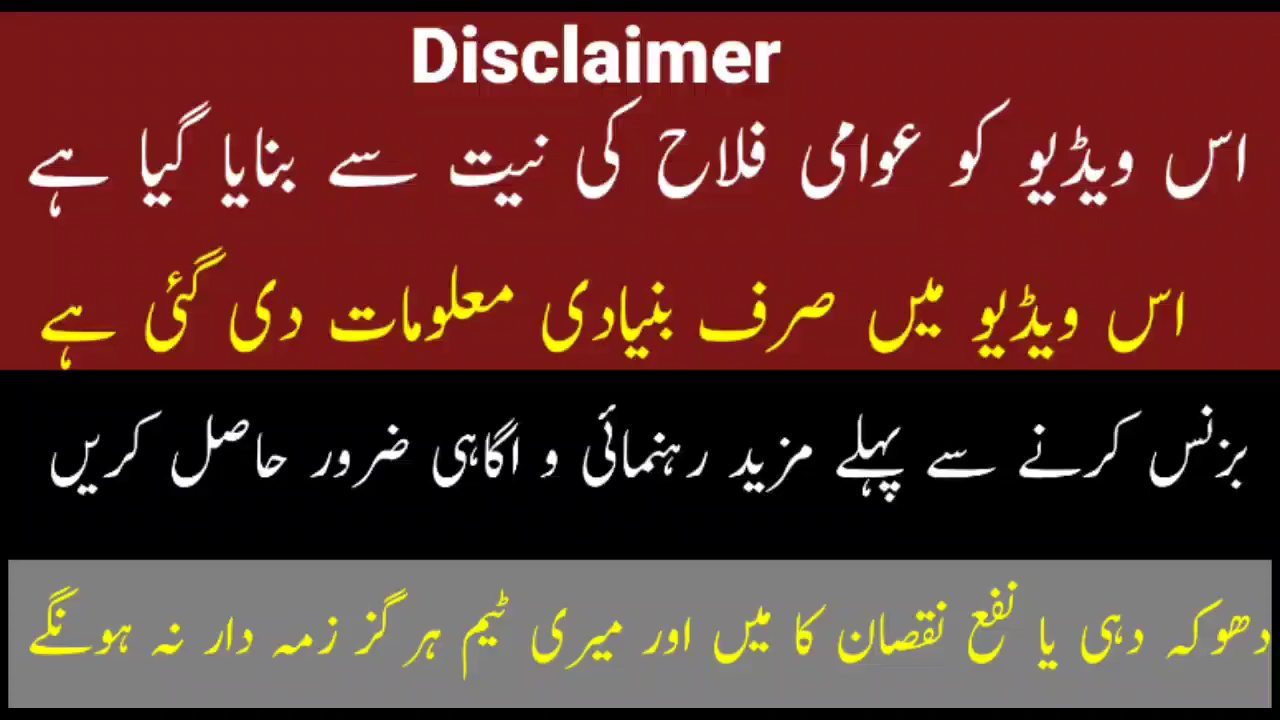 Disclaimer
اس ویڈیو کو عوامی فلاح کی نیت سے بنایا گیا ہے
اس ویڈیو میں صرف بنیادی معلومات دی گئی ہے
بزنس کرنے سے پہلے مزید رہنمائی و اگاہی ضرور حاصل کریں
دھوکہ دہی یا نفع نقصان کا میں اور میری ٹیم ہرگز زمہ دار نہ ہونگے